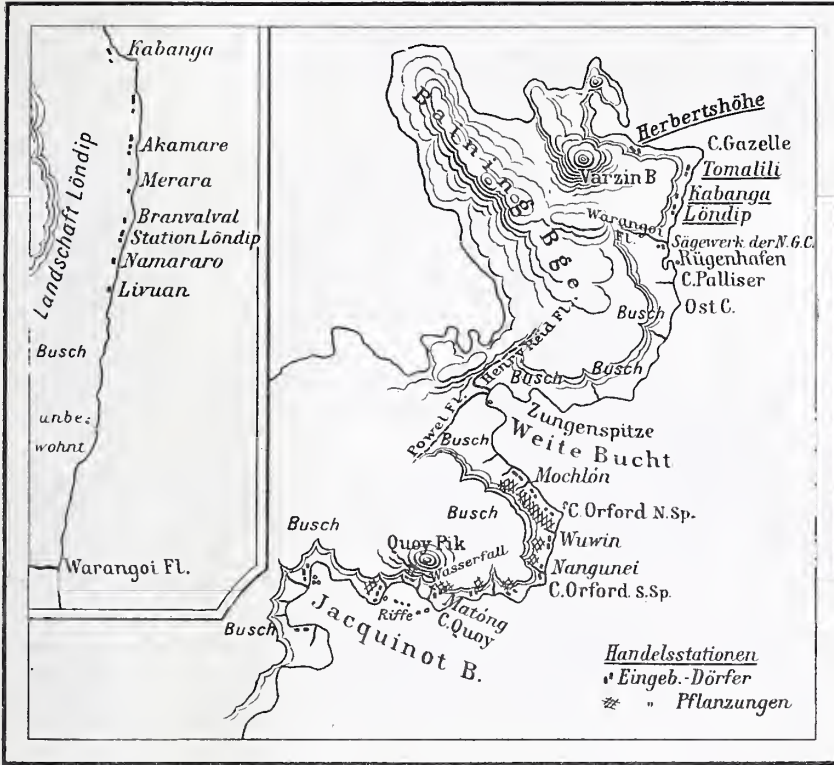 Kabanga
Akamare
Merara
Branvalval
Station Löndip
Namararo
Livuan
Landschaft Löndip
Busch
unbe:
wohnt
Warangoi Fl.
Baining Bge.
Herbertshöhe
C.Gazelle
Varzin B
Tomalili
Kabanga
Löndip
Warangoi
Fl.
Sägewerk der N.G.C.
Rügenhafen
C.Palliser
Ost C.
Busch
Busch
Busch
Henry Reid Fl.
Powel Fl.
Zungenspitze
Weite Bucht
Busch
Mochlón
Busch
C.Orford N.Sp.
Wuwin
Nangunei
C.Orford S.Sp.
Busch
Quoy Pik
Wasserfall
Matóng
C.Quoy
Riffe
Jacquinot B.
Busch
Handelsstationen
Eingeb.-Dörfer
" Pflanzungen